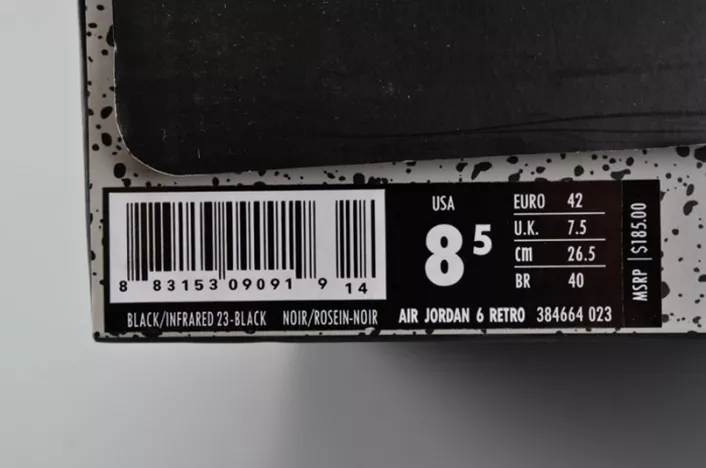 8 83153 09091 9 14
BLACK/INFRARED 23-BLACK NOIR/ROSEIN-NOIR
USA
8 5
EURO 42
U.K. 7.5
cm 26.5
BR 40
AIR JORDAN 6 RETRO 384664 023
MSRP $185.00